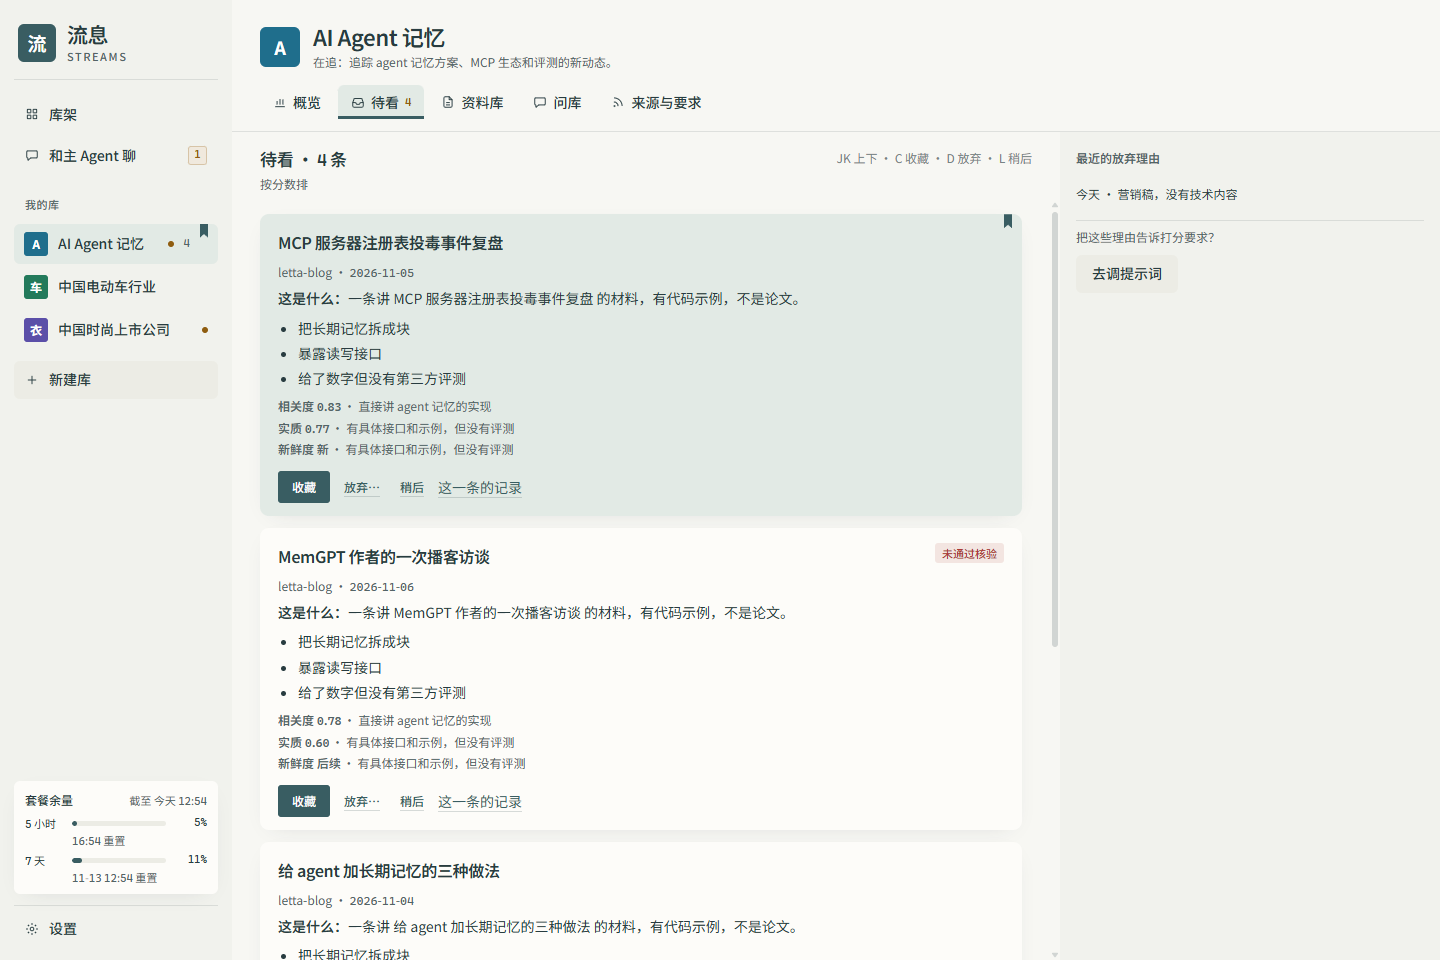 流
流息
STREAMS
库架
和主 Agent 聊 1
我的库
A AI Agent 记忆 4
车 中国电动车行业
衣 中国时尚上市公司
新建库
套餐余量 截至 今天 12:54
5 小时 5%
16:54 重置
7 天 11%
11-13 12:54 重置
设置
A
AI Agent 记忆
在追：追踪 agent 记忆方案、MCP 生态和评测的新动态。
概览 待看 4 资料库 问库 来源与要求
待看 · 4 条 JK 上下 · C 收藏 · D 放弃 · L 稍后
按分数排
MCP 服务器注册表投毒事件复盘
letta-blog · 2026-11-05
这是什么：一条讲 MCP 服务器注册表投毒事件复盘 的材料，有代码示例，不是论文。
• 把长期记忆拆成块
• 暴露读写接口
• 给了数字但没有第三方评测
相关度 0.83 · 直接讲 agent 记忆的实现
实质 0.77 · 有具体接口和示例，但没有评测
新鲜度 新 · 有具体接口和示例，但没有评测
收藏 放弃… 稍后 这一条的记录
MemGPT 作者的一次播客访谈 未通过核验
letta-blog · 2026-11-06
这是什么：一条讲 MemGPT 作者的一次播客访谈 的材料，有代码示例，不是论文。
• 把长期记忆拆成块
• 暴露读写接口
• 给了数字但没有第三方评测
相关度 0.78 · 直接讲 agent 记忆的实现
实质 0.60 · 有具体接口和示例，但没有评测
新鲜度 后续 · 有具体接口和示例，但没有评测
收藏 放弃… 稍后 这一条的记录
给 agent 加长期记忆的三种做法
letta-blog · 2026-11-04
这是什么：一条讲 给 agent 加长期记忆的三种做法 的材料，有代码示例，不是论文。
• 把长期记忆拆成块
最近的放弃理由
今天 · 营销稿，没有技术内容
把这些理由告诉打分要求？
去调提示词